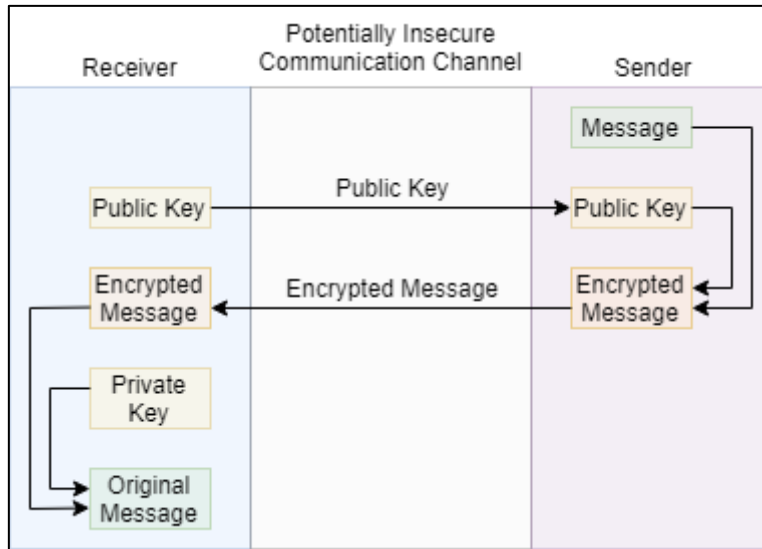 Receiver
Potentially Insecure
Communication Channel
Sender
Message
Public Key
Public Key
Public Key
Encrypted
Message
Encrypted Message
Encrypted
Message
Private
Key
Original
Message